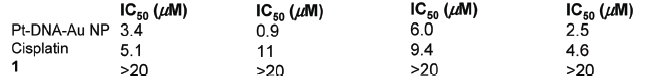 IC₅₀ (μM) IC₅₀ (μM) IC₅₀ (μM) IC₅₀ (μM)
Pt-DNA-Au NP 3.4 0.9 6.0 2.5
Cisplatin 5.1 11 9.4 4.6
1 >20 >20 >20 >20